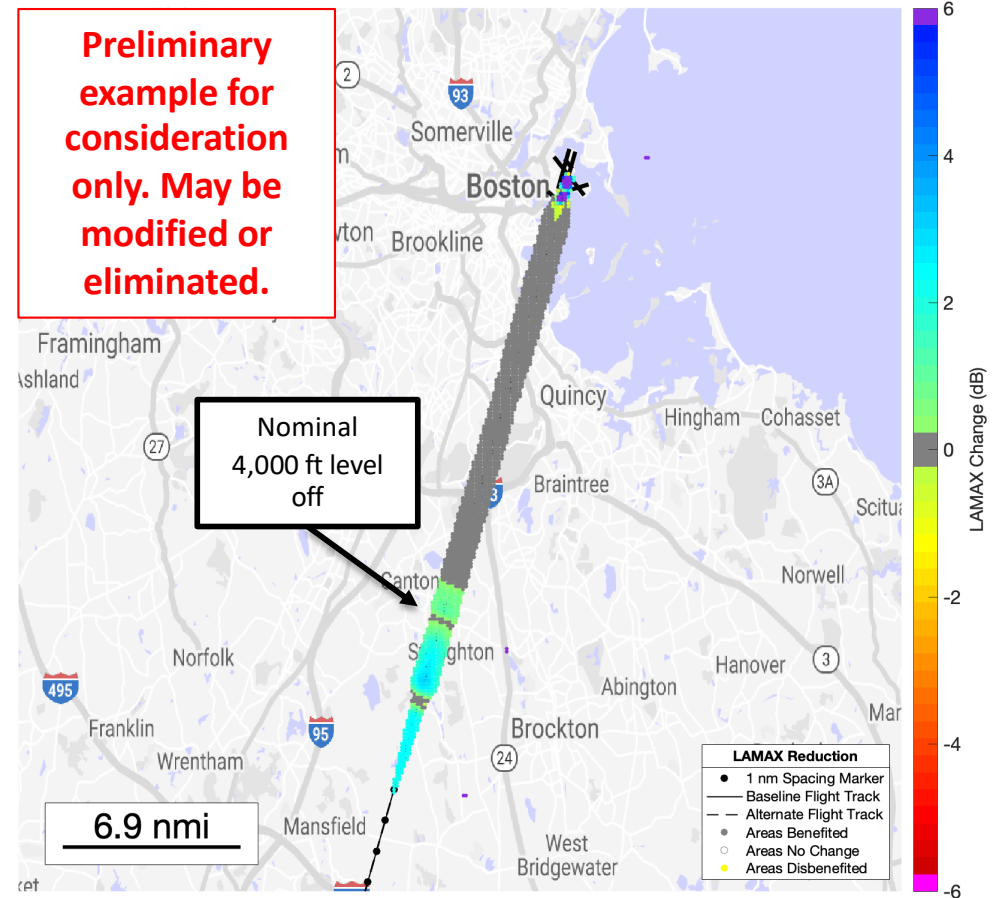 Preliminary
example for
consideration
only. May be
modified or
eliminated.
2
93
Somerville
Boston
Brookline
Framingham
Ashland
Quincy
Hingham
Cohasset
Nominal
4,000 ft level
off
27
3A
Braintree
Canton
Norwell
Norfolk
Hanover
3
495
Abington
Franklin
95
Brockton
Wrentham
24
6.9 nmi
Mansfield
West
Bridgewater
LAMAX Reduction
1 nm Spacing Marker
Baseline Flight Track
Alternate Flight Track
Areas Benefited
Areas No Change
Areas Disbenefited
6
4
2
0
-2
-4
-6
LAMAX Change (dB)